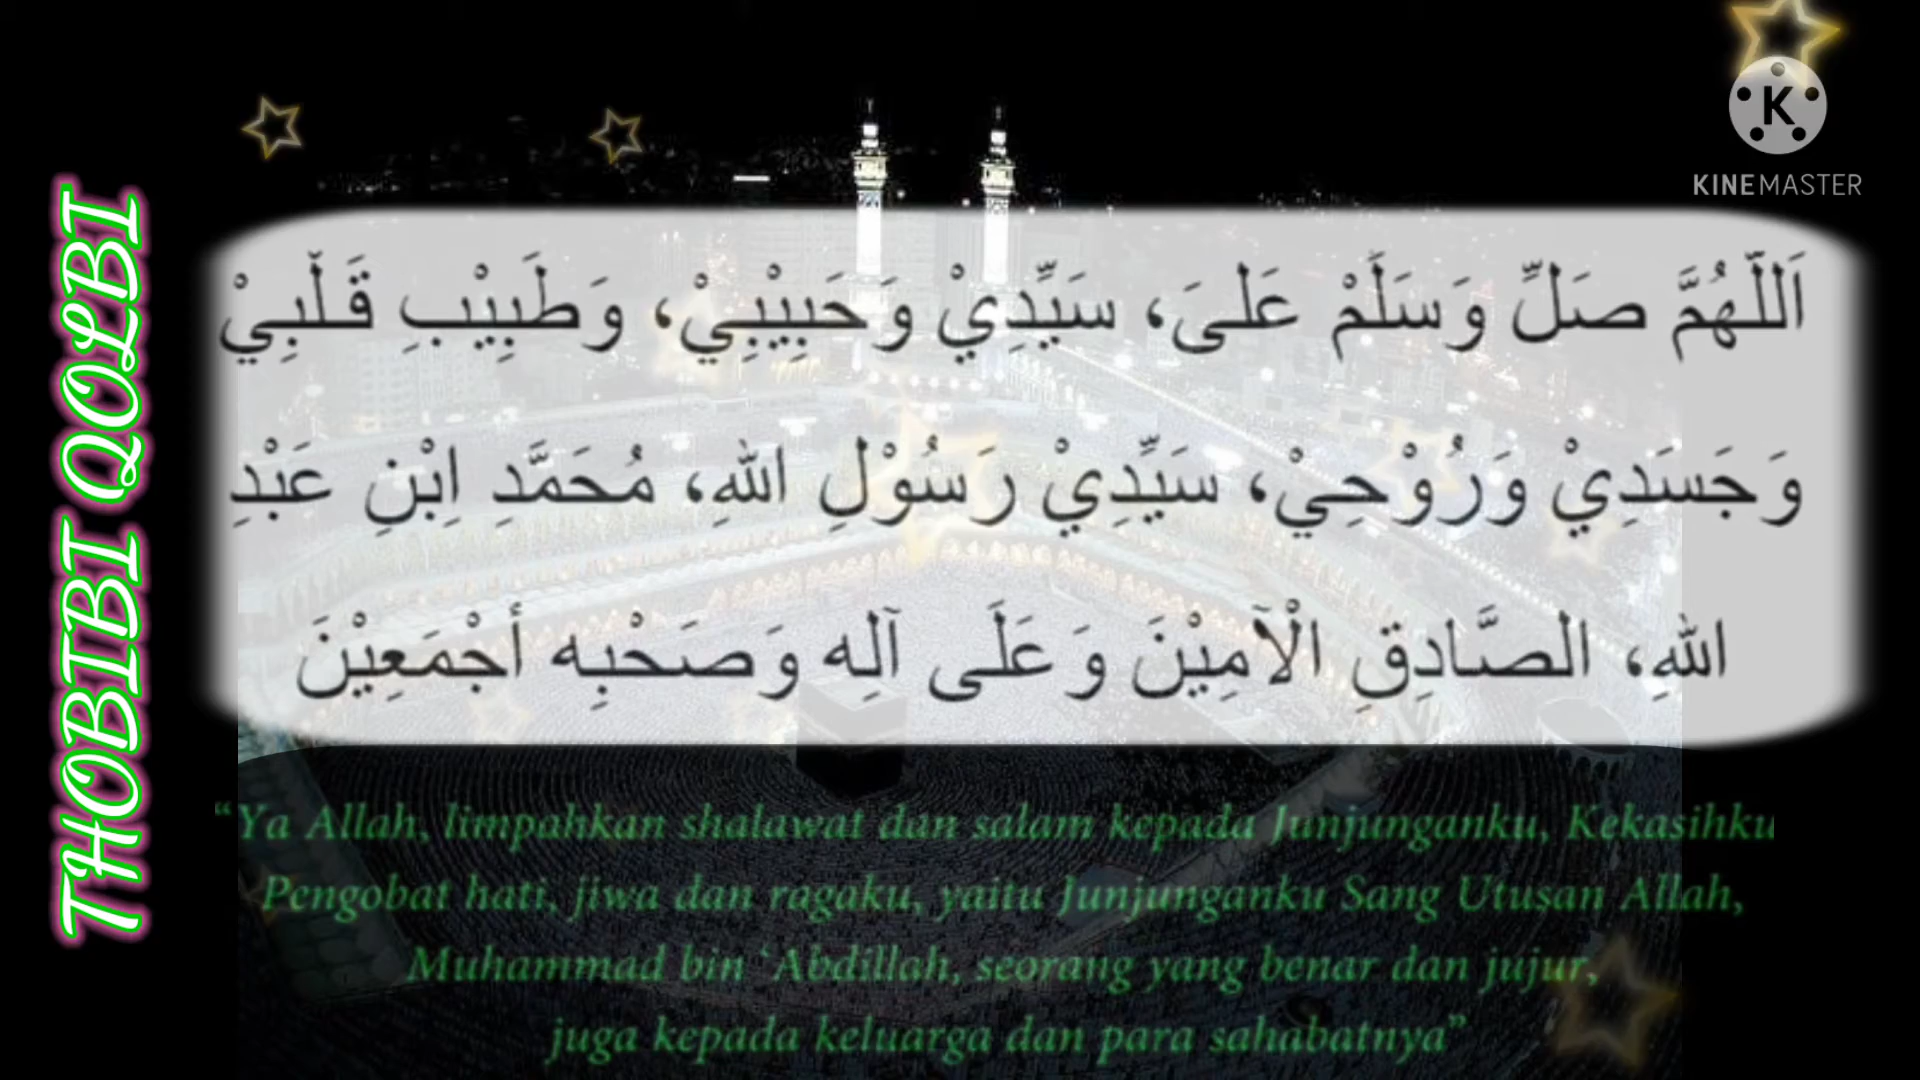 THOBIBI QOLBI
KINEMASTER
اَللّٰهُمَّ صَلِّ وَسَلِّمْ عَلىَ، سَيِّدِيْ وَحَبِيْبِيْ، وَطَبِيْبِ قَلْبِيْ
وَجَسَدِيْ وَرُوْحِيْ، سَيِّدِيْ رَسُوْلِ اللهِ، مُحَمَّدِ اِبْنِ عَبْدِ
اللهِ، الصَّادِقِ الْآمِيْنَ وَعَلَى آلِه وَصَحْبِه أجْمَعِيْنَ
“Ya Allah, limpahkan shalawat dan salam kepada Junjunganku, Kekasihku
Pengobat hati, jiwa dan ragaku, yaitu Junjunganku Sang Utusan Allah,
Muhammad bin ‘Abdillah, seorang yang benar dan jujur,
juga kepada keluarga dan para sahabatnya”